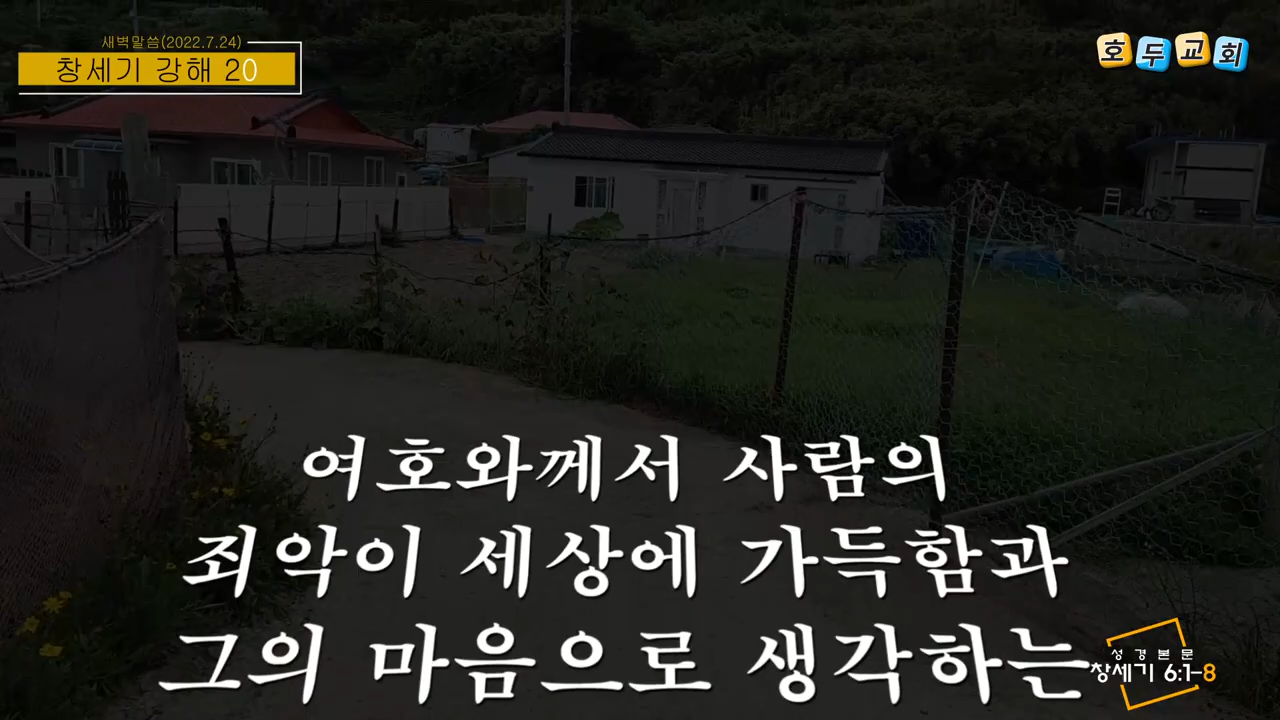 새벽말씀(2022.7.24)
창세기 강해 20
호두교회
여호와께서 사람의
죄악이 세상에 가득함과
그의 마음으로 생각하는
성경본문
창세기 6:1-8